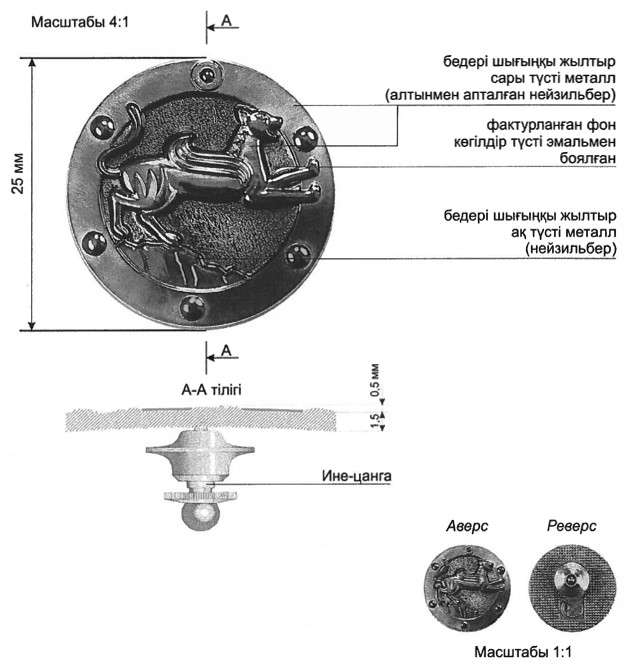 Масштабы 4:1
А
бедері шығыңқы жылтыр
сары түсті металл
(алтынмен апталған нейзильбер)
фактурланған фон
көгілдір түсті эмальмен
боялған
25 мм
бедері шығыңқы жылтыр
ақ түсті металл
(нейзильбер)
А
А-А тілігі
0,5 мм
1,5
Ине-цанга
Аверс
Реверс
Масштабы 1:1